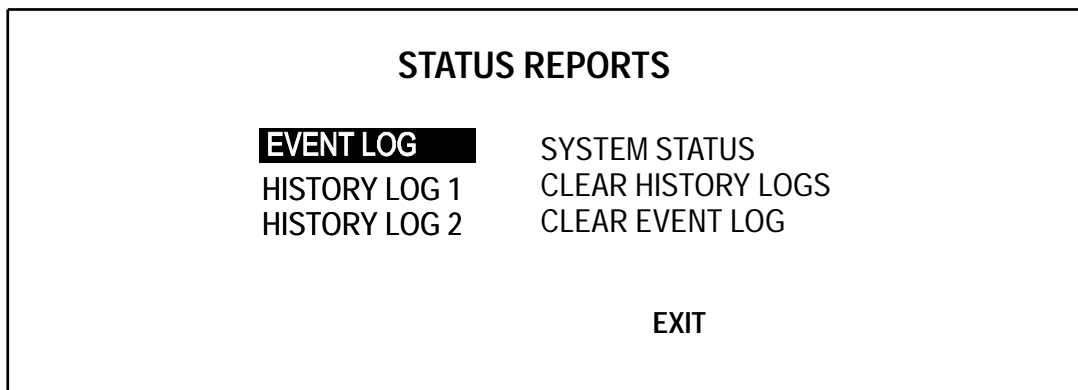 STATUS REPORTS
EVENT LOG
HISTORY LOG 1
HISTORY LOG 2
SYSTEM STATUS
CLEAR HISTORY LOGS
CLEAR EVENT LOG
EXIT